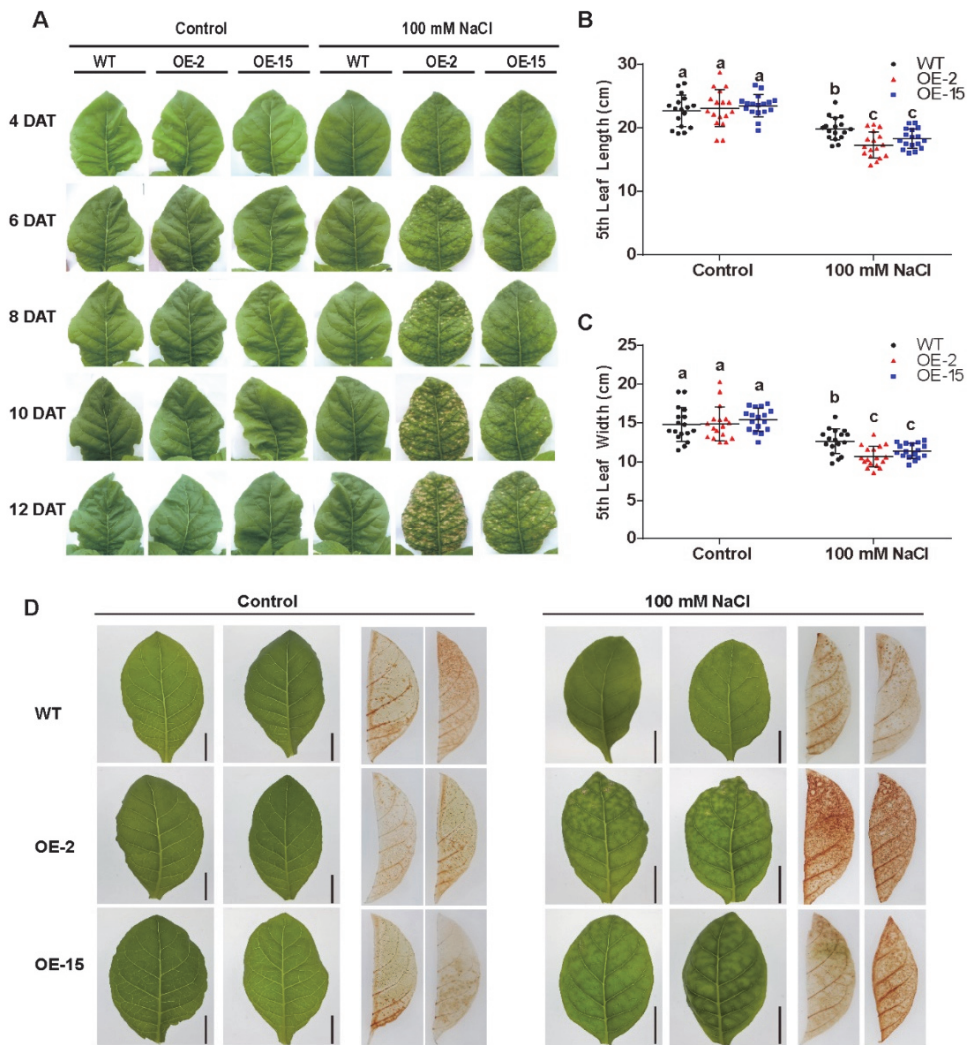 A
Control
100 mM NaCl
WT
OE-2
OE-15
WT
OE-2
OE-15
4 DAT
6 DAT
8 DAT
10 DAT
12 DAT
B
WT
OE-2
OE-15
5th Leaf Length (cm)
30
20
10
0
a
a
a
b
c
c
Control
100 mM NaCl
C
WT
OE-2
OE-15
5th Leaf Width (cm)
25
20
15
10
5
0
a
a
a
b
c
c
Control
100 mM NaCl
D
Control
100 mM NaCl
WT
OE-2
OE-15